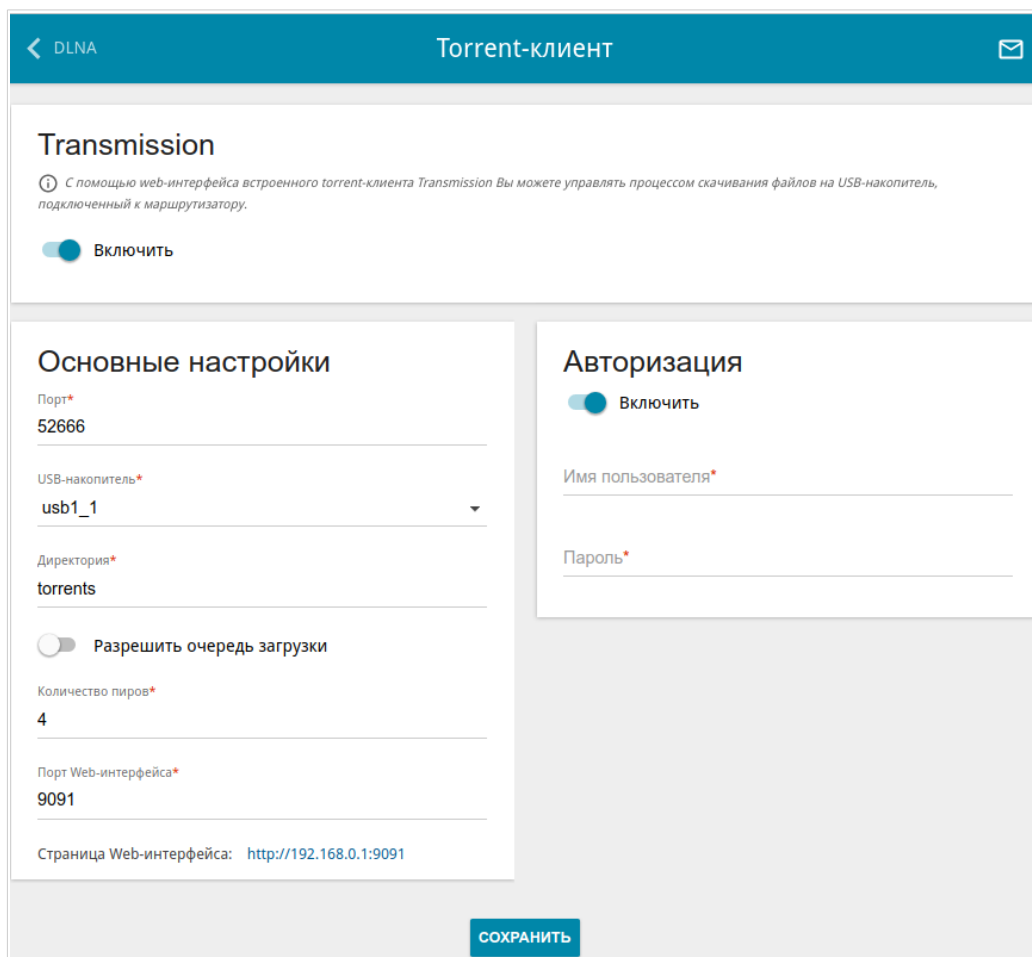 DLNA
Torrent-клиент
Transmission
С помощью web-интерфейса встроенного torrent-клиента Transmission Вы можете управлять процессом скачивания файлов на USB-накопитель,
подключенный к маршрутизатору.
Включить
Основные настройки
Порт*
52666
USB-накопитель*
usb1_1
Директория*
torrents
Разрешить очередь загрузки
Количество пиров*
4
Порт Web-интерфейса*
9091
Страница Web-интерфейса: http://192.168.0.1:9091
Авторизация
Включить
Имя пользователя*
Пароль*
СОХРАНИТЬ